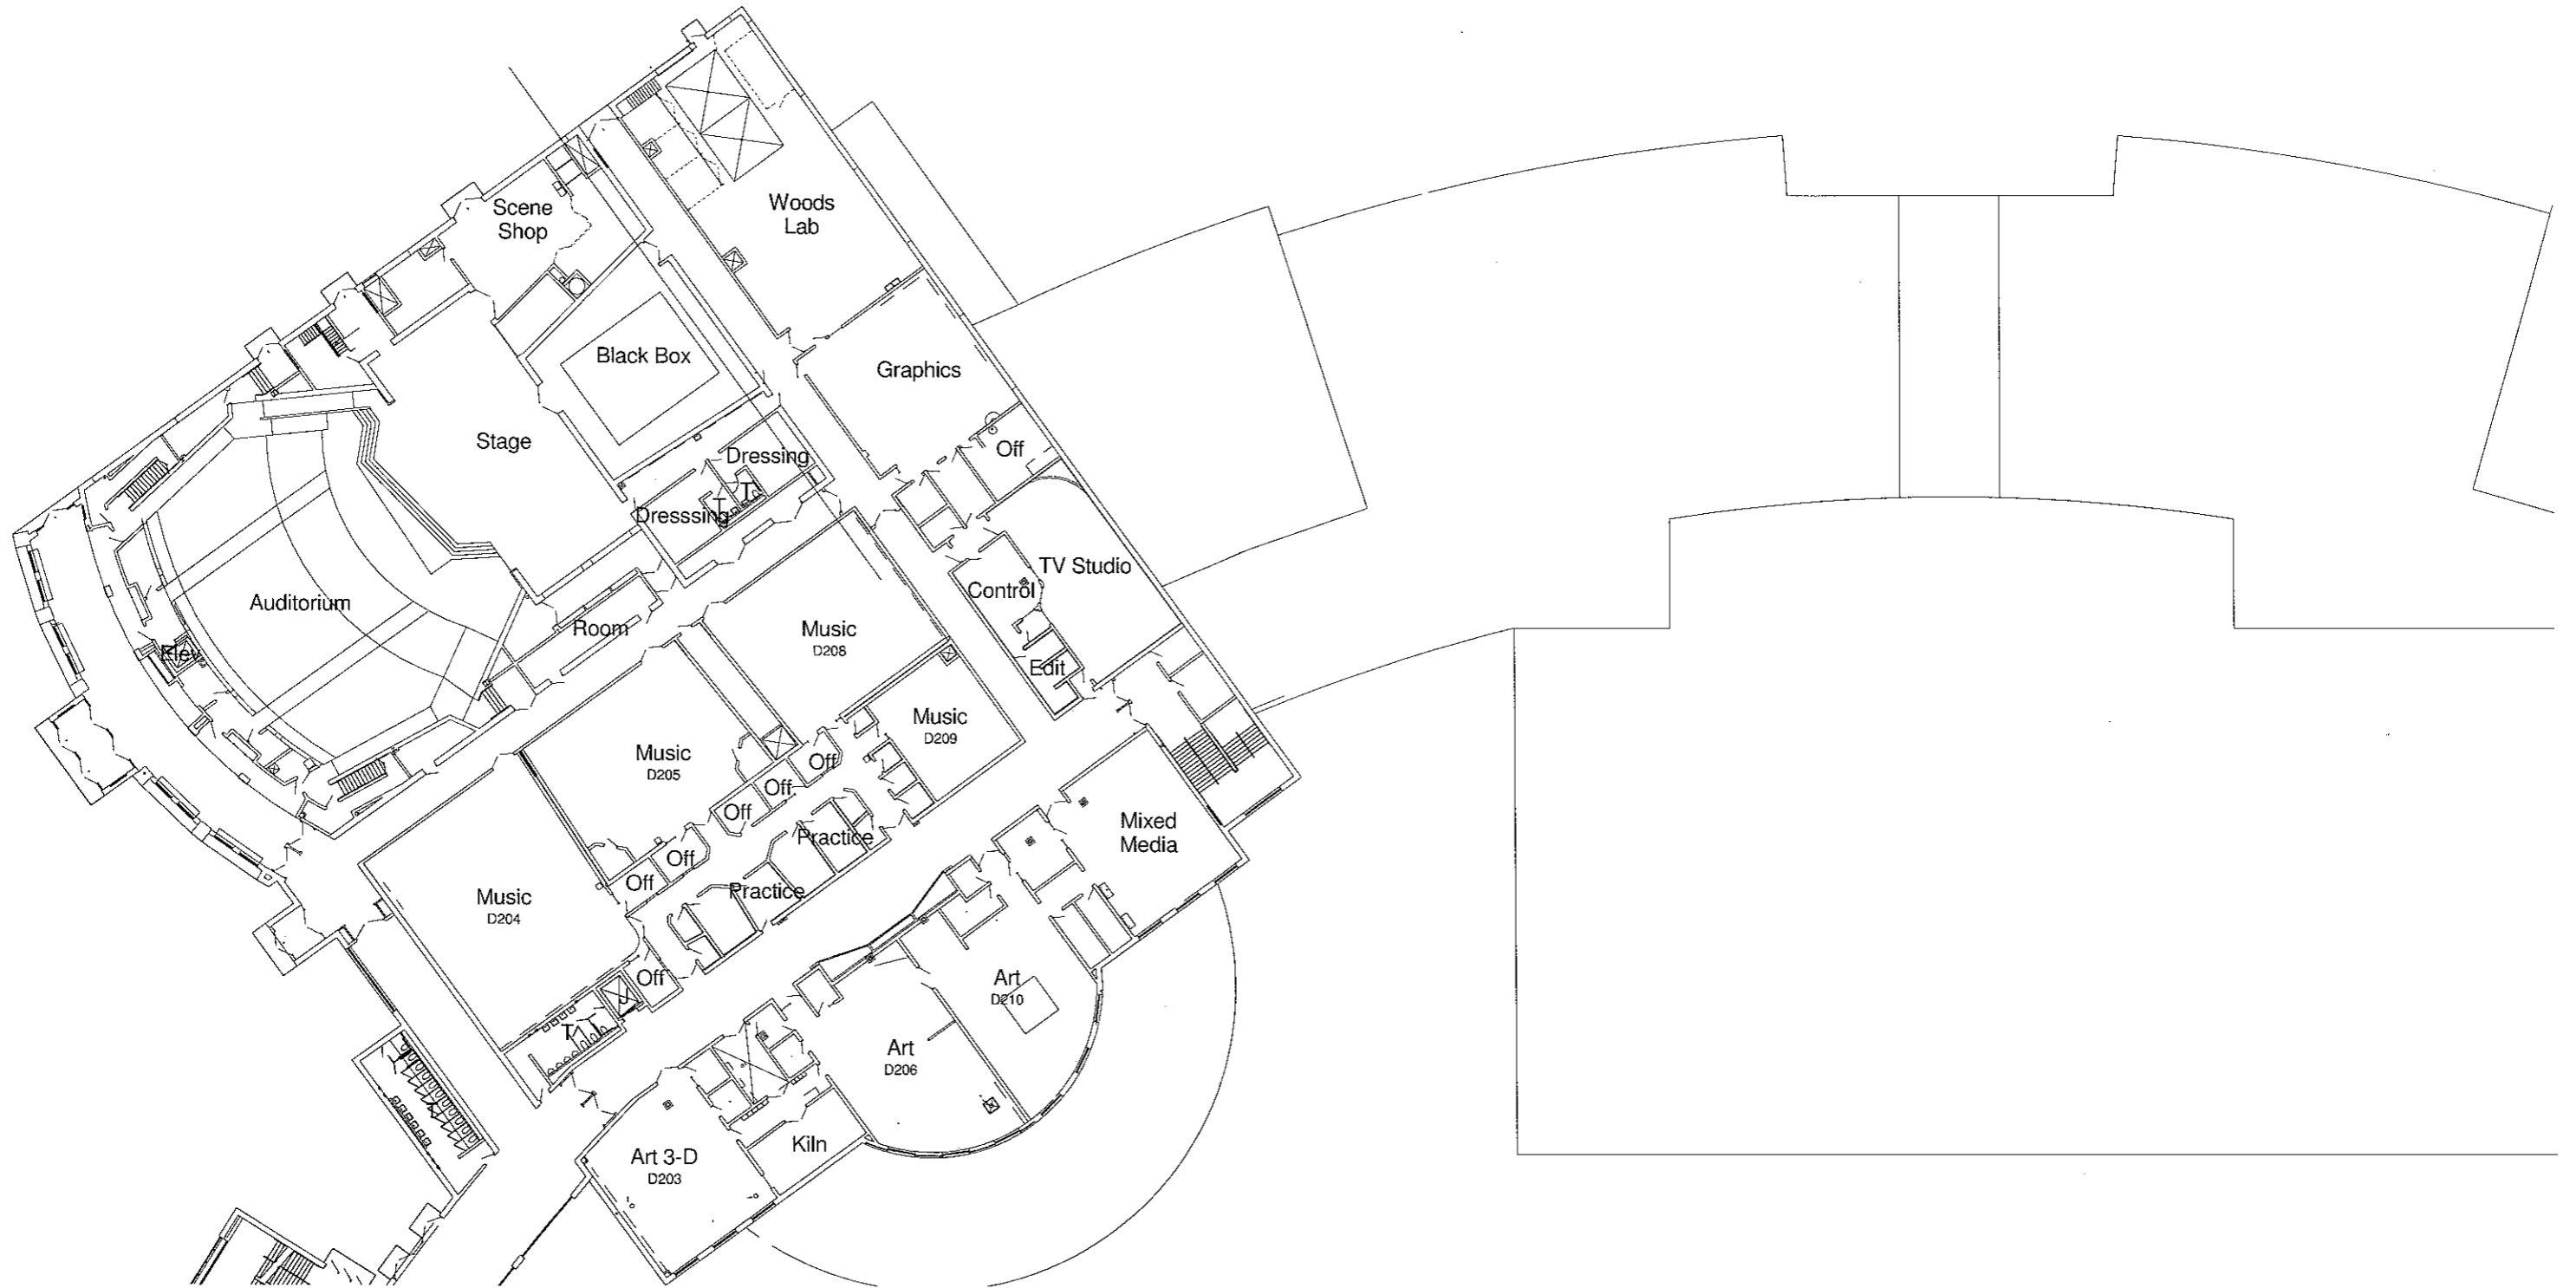 Woods
Lab
Scene
Shop
Black Box
Graphics
Stage
Off
Dressing
T
T
Dresssing
TV Studio
Control
Auditorium
Room
Music
D208
Elev
Edit
Music
D209
Music
D205
Off
Off
Off
Mixed
Media
Practice
Off
Off
Practice
Music
D204
Off
Art
D210
J
T
T
Art
D206
Kiln
Art 3-D
D203